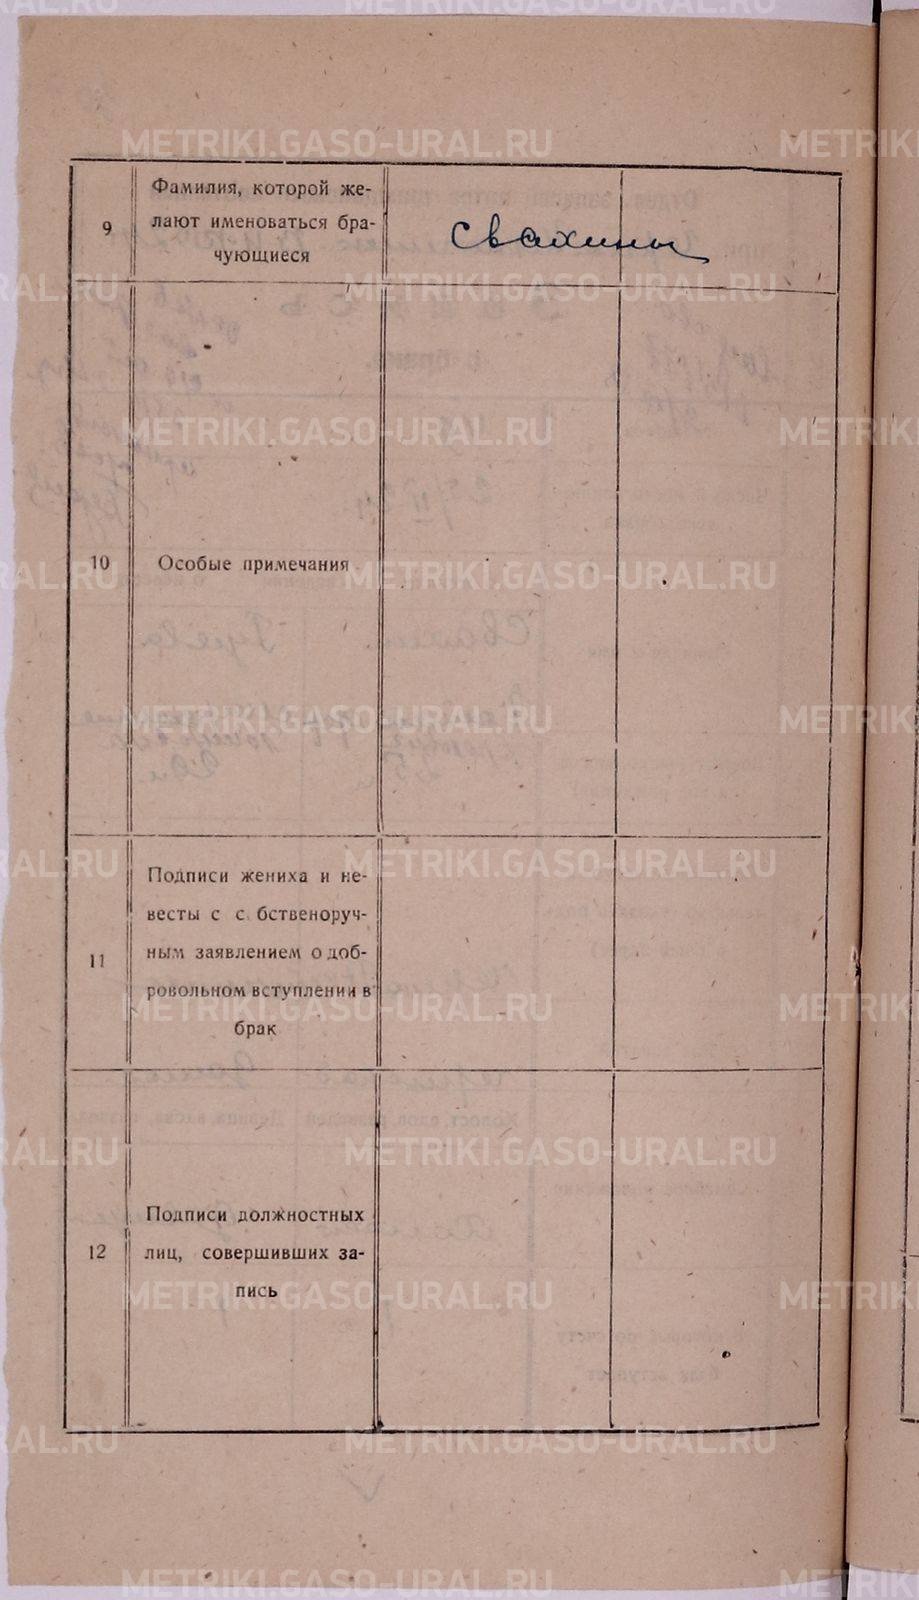 METRIKI.GASO-URAL.RU
9
Фамилия, которой же-
лают именоваться бра-
чующиеся
Свахины
10
Особые примечания
11
Подписи жениха и не-
весты с с бственоруч-
ным заявлением о доб-
ровольном вступлении в
брак
12
Подписи должностных
лиц, совершивших за-
пись